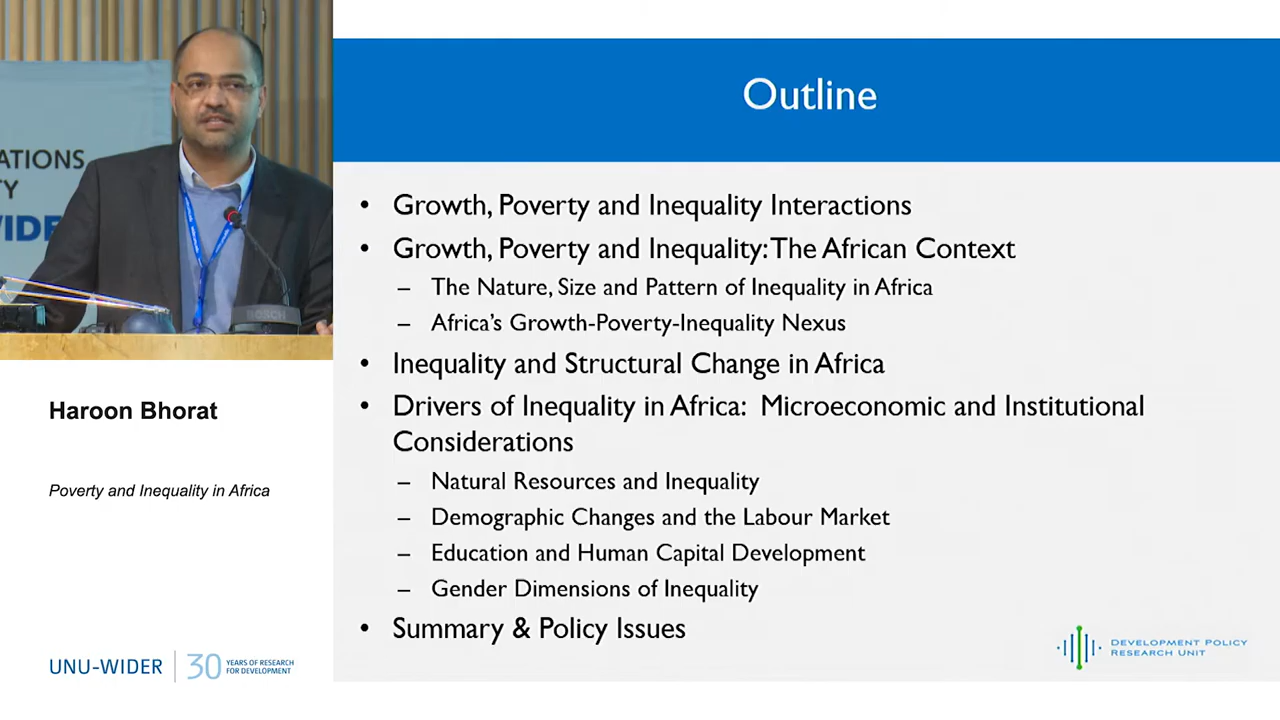 ATIONS
TY
WIDE
BOSCH
Haroon Bhorat
Poverty and Inequality in Africa
UNU-WIDER
30 YEARS OF RESEARCH
FOR DEVELOPMENT
Outline
• Growth, Poverty and Inequality Interactions
• Growth, Poverty and Inequality: The African Context
– The Nature, Size and Pattern of Inequality in Africa
– Africa's Growth-Poverty-Inequality Nexus
• Inequality and Structural Change in Africa
• Drivers of Inequality in Africa: Microeconomic and Institutional
Considerations
– Natural Resources and Inequality
– Demographic Changes and the Labour Market
– Education and Human Capital Development
– Gender Dimensions of Inequality
• Summary & Policy Issues
DEVELOPMENT POLICY
RESEARCH UNIT